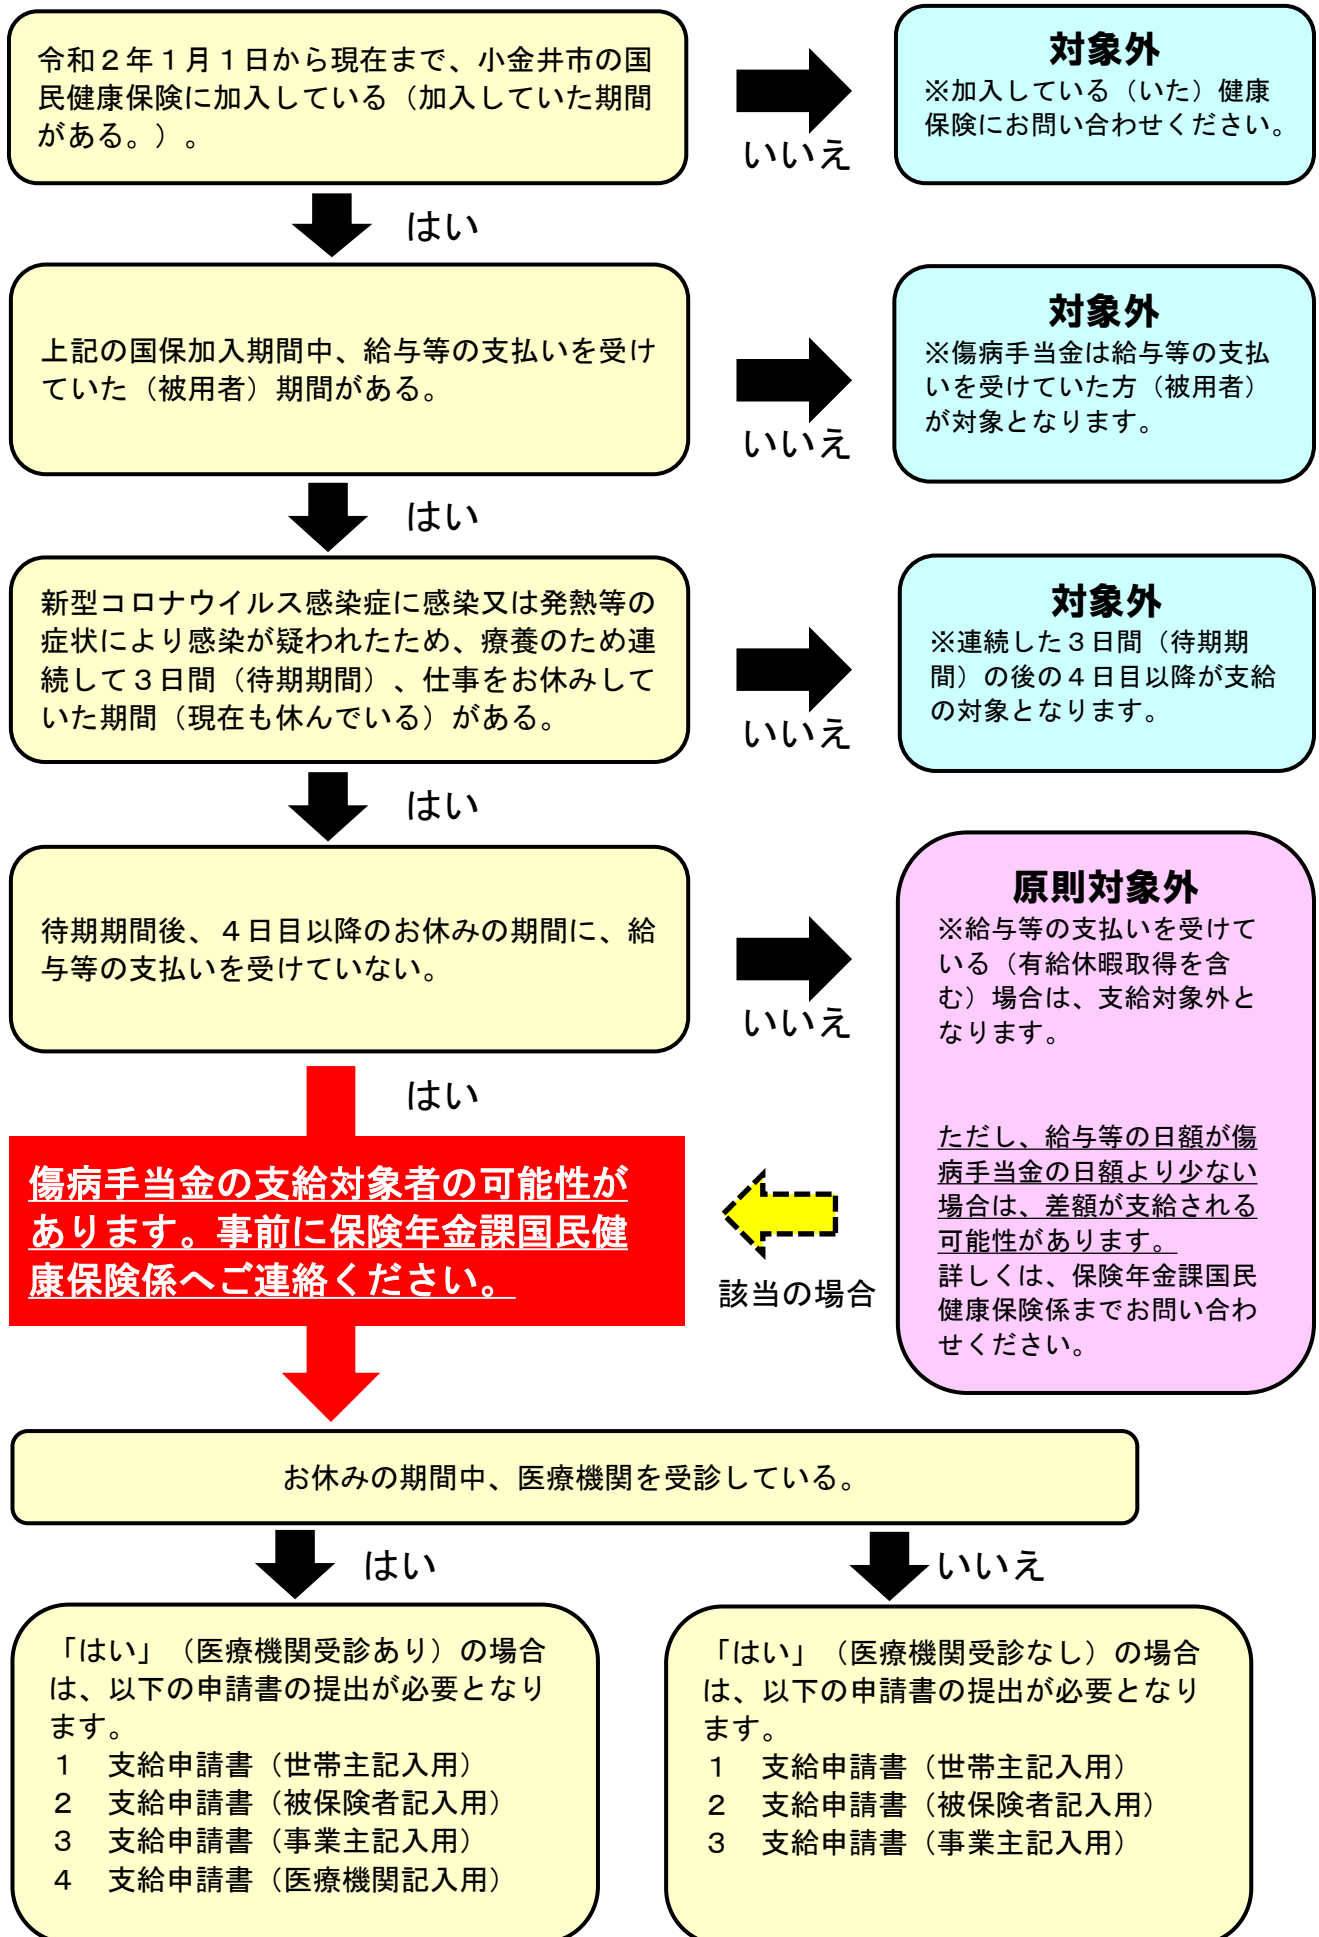 令和２年１月１日から現在まで、小金井市の国
民健康保険に加入している（加入していた期間
がある。）。
いいえ
対象外
※加入している（いた）健康
保険にお問い合わせください。
はい
上記の国保加入期間中、給与等の支払いを受け
ていた（被用者）期間がある。
いいえ
対象外
※傷病手当金は給与等の支払
いを受けていた方（被用者）
が対象となります。
はい
新型コロナウイルス感染症に感染又は発熱等の
症状により感染が疑われたため、療養のため連
続して３日間（待期期間）、仕事をお休みして
いた期間（現在も休んでいる）がある。
いいえ
対象外
※連続した３日間（待期期
間）の後の４日目以降が支給
の対象となります。
はい
待期期間後、４日目以降のお休みの期間に、給
与等の支払いを受けていない。
いいえ
原則対象外
※給与等の支払いを受けて
いる（有給休暇取得を含
む）場合は、支給対象外と
なります。
ただし、給与等の日額が傷
病手当金の日額より少ない
場合は、差額が支給される
可能性があります。
詳しくは、保険年金課国民
健康保険係までお問い合わ
せください。
はい
傷病手当金の支給対象者の可能性が
あります。事前に保険年金課国民健
康保険係へご連絡ください。
該当の場合
お休みの期間中、医療機関を受診している。
はい
いいえ
「はい」（医療機関受診あり）の場合
は、以下の申請書の提出が必要となり
ます。
１　支給申請書（世帯主記入用）
２　支給申請書（被保険者記入用）
３　支給申請書（事業主記入用）
４　支給申請書（医療機関記入用）
「はい」（医療機関受診なし）の場合
は、以下の申請書の提出が必要となり
ます。
１　支給申請書（世帯主記入用）
２　支給申請書（被保険者記入用）
３　支給申請書（事業主記入用）